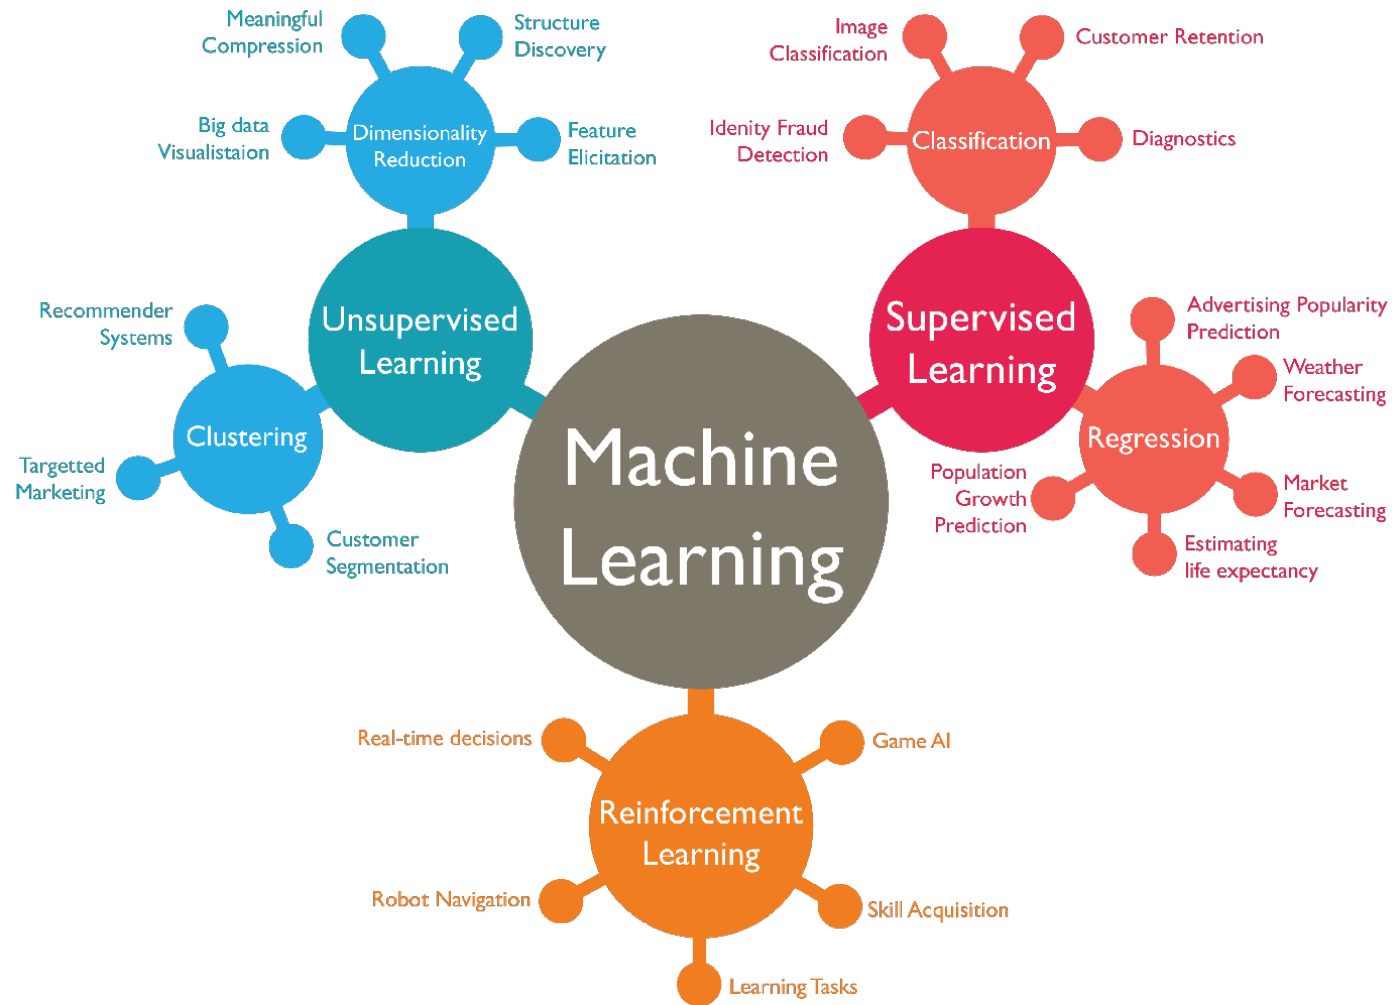 Meaningful
Compression
Structure
Discovery
Big data
Visualistaion
Dimensionality
Reduction
Feature
Elicitation
Image
Classification
Customer Retention
Idenity Fraud
Detection
Classification
Diagnostics
Unsupervised
Learning
Supervised
Learning
Recommender
Systems
Clustering
Targetted
Marketing
Customer
Segmentation
Machine
Learning
Advertising Popularity
Prediction
Weather
Forecasting
Regression
Population
Growth
Prediction
Market
Forecasting
Estimating
life expectancy
Real-time decisions
Game AI
Reinforcement
Learning
Robot Navigation
Skill Acquisition
Learning Tasks